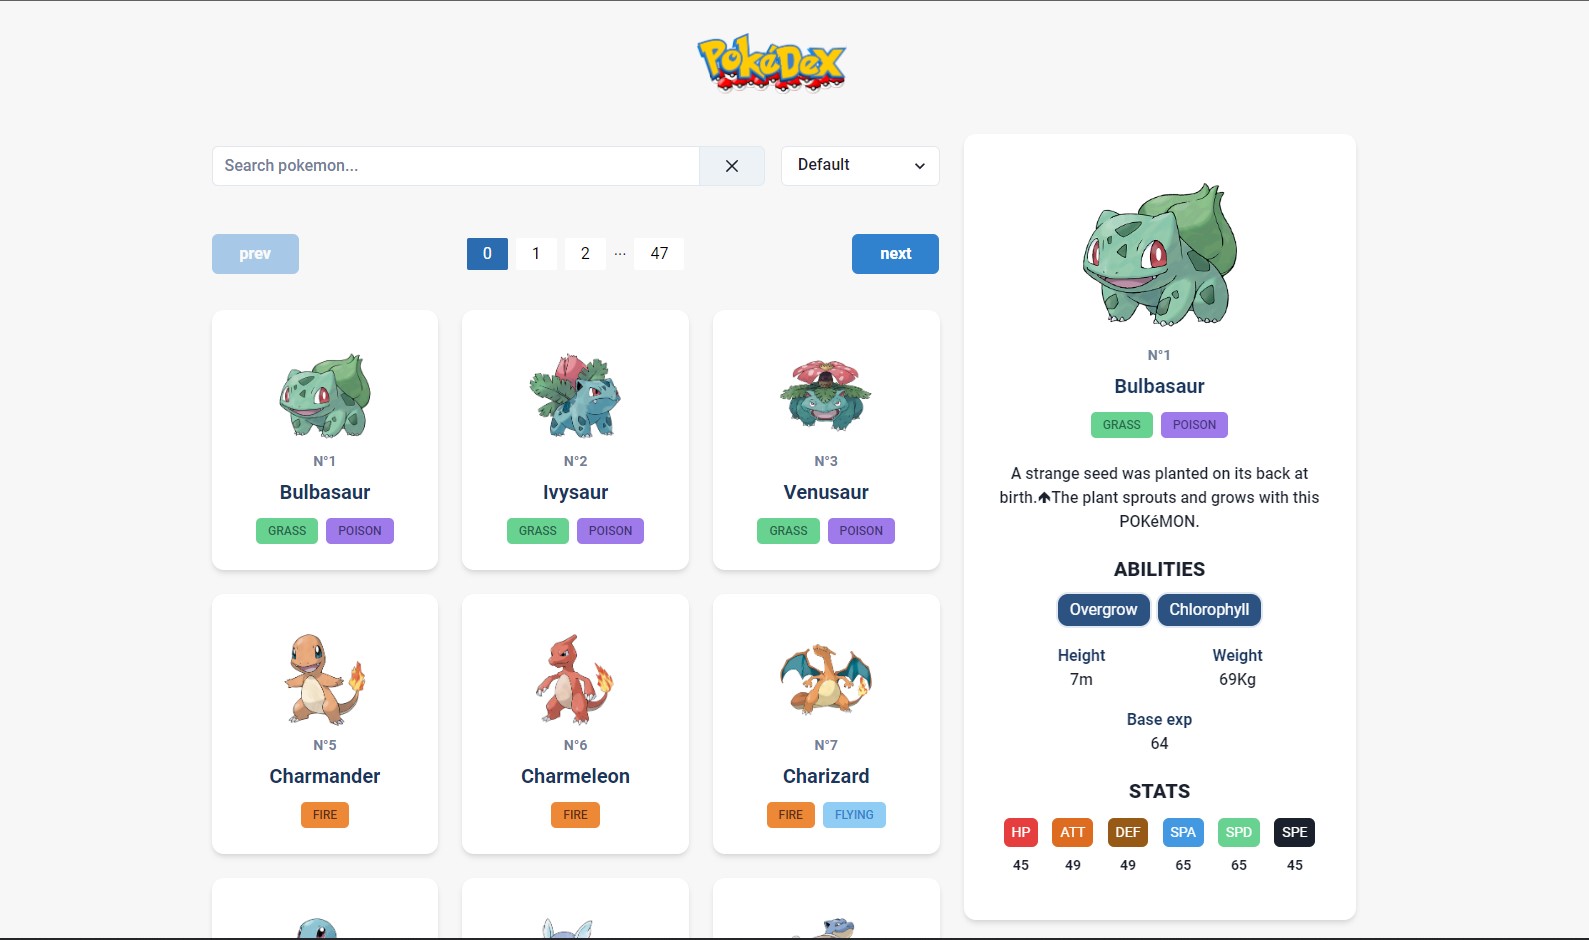 PokéDex
Search pokemon...
Default
prev
0 1 2 ... 47
next
N°1
Bulbasaur
GRASS POISON
N°2
Ivysaur
GRASS POISON
N°3
Venusaur
GRASS POISON
N°5
Charmander
FIRE
N°6
Charmeleon
FIRE
N°7
Charizard
FIRE FLYING
N°1
Bulbasaur
GRASS POISON
A strange seed was planted on its back at
birth.🡹The plant sprouts and grows with this
POKéMON.
ABILITIES
Overgrow Chlorophyll
Height Weight
7m 69Kg
Base exp
64
STATS
HP ATT DEF SPA SPD SPE
45 49 49 65 65 45